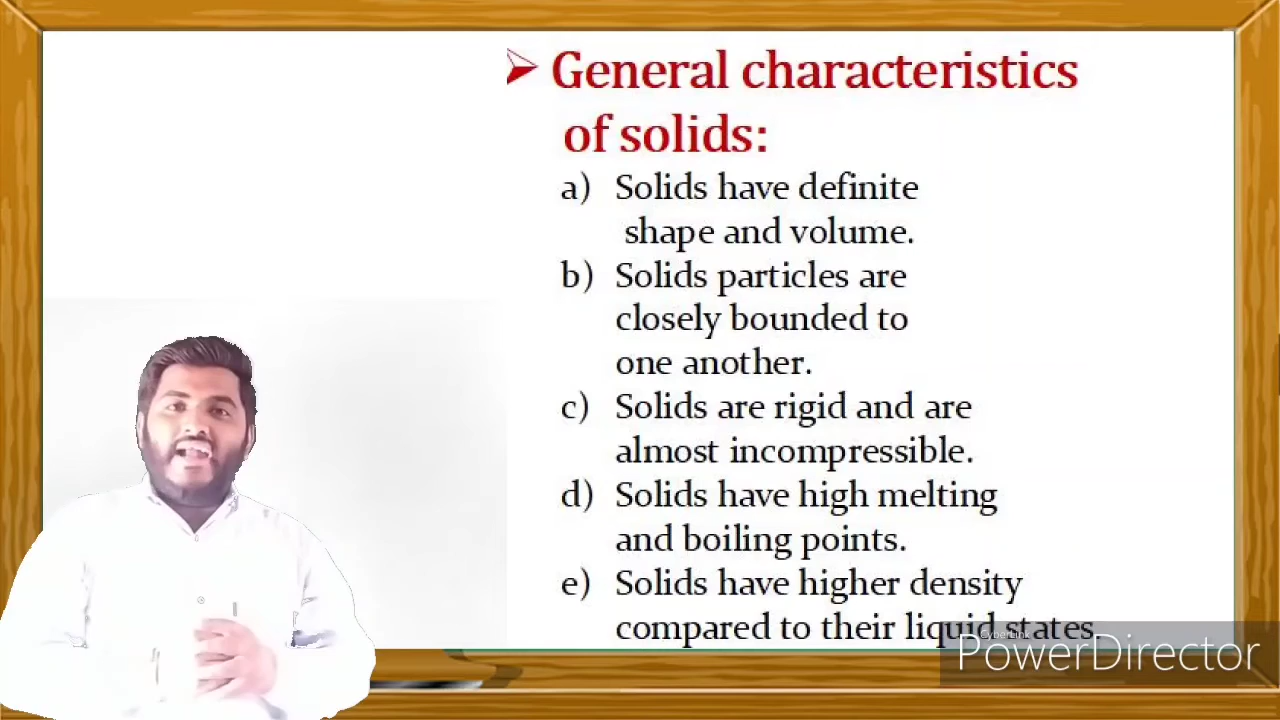 General characteristics
of solids:
a) Solids have definite
shape and volume.
b) Solids particles are
closely bounded to
one another.
c) Solids are rigid and are
almost incompressible.
d) Solids have high melting
and boiling points.
e) Solids have higher density
compared to their liquid states
CyberLink
PowerDirector